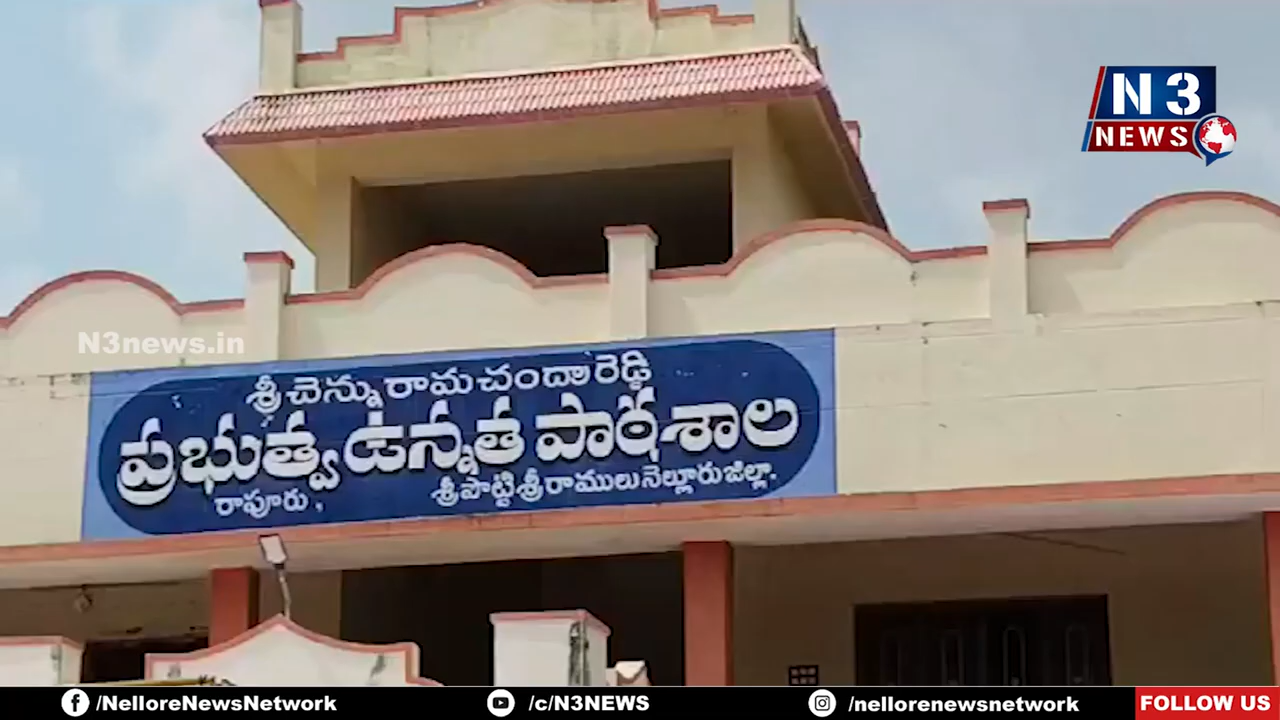 N3
NEWS
N3news.in
శ్రీ చెన్ను రామచంద్రారెడ్డి
ప్రభుత్వ ఉన్నత పాఠశాల
రాపూరు,
శ్రీ పొట్టి శ్రీరాములు నెల్లూరు జిల్లా.
/NelloreNewsNetwork
/c/N3NEWS
/nellorenewsnetwork
FOLLOW US